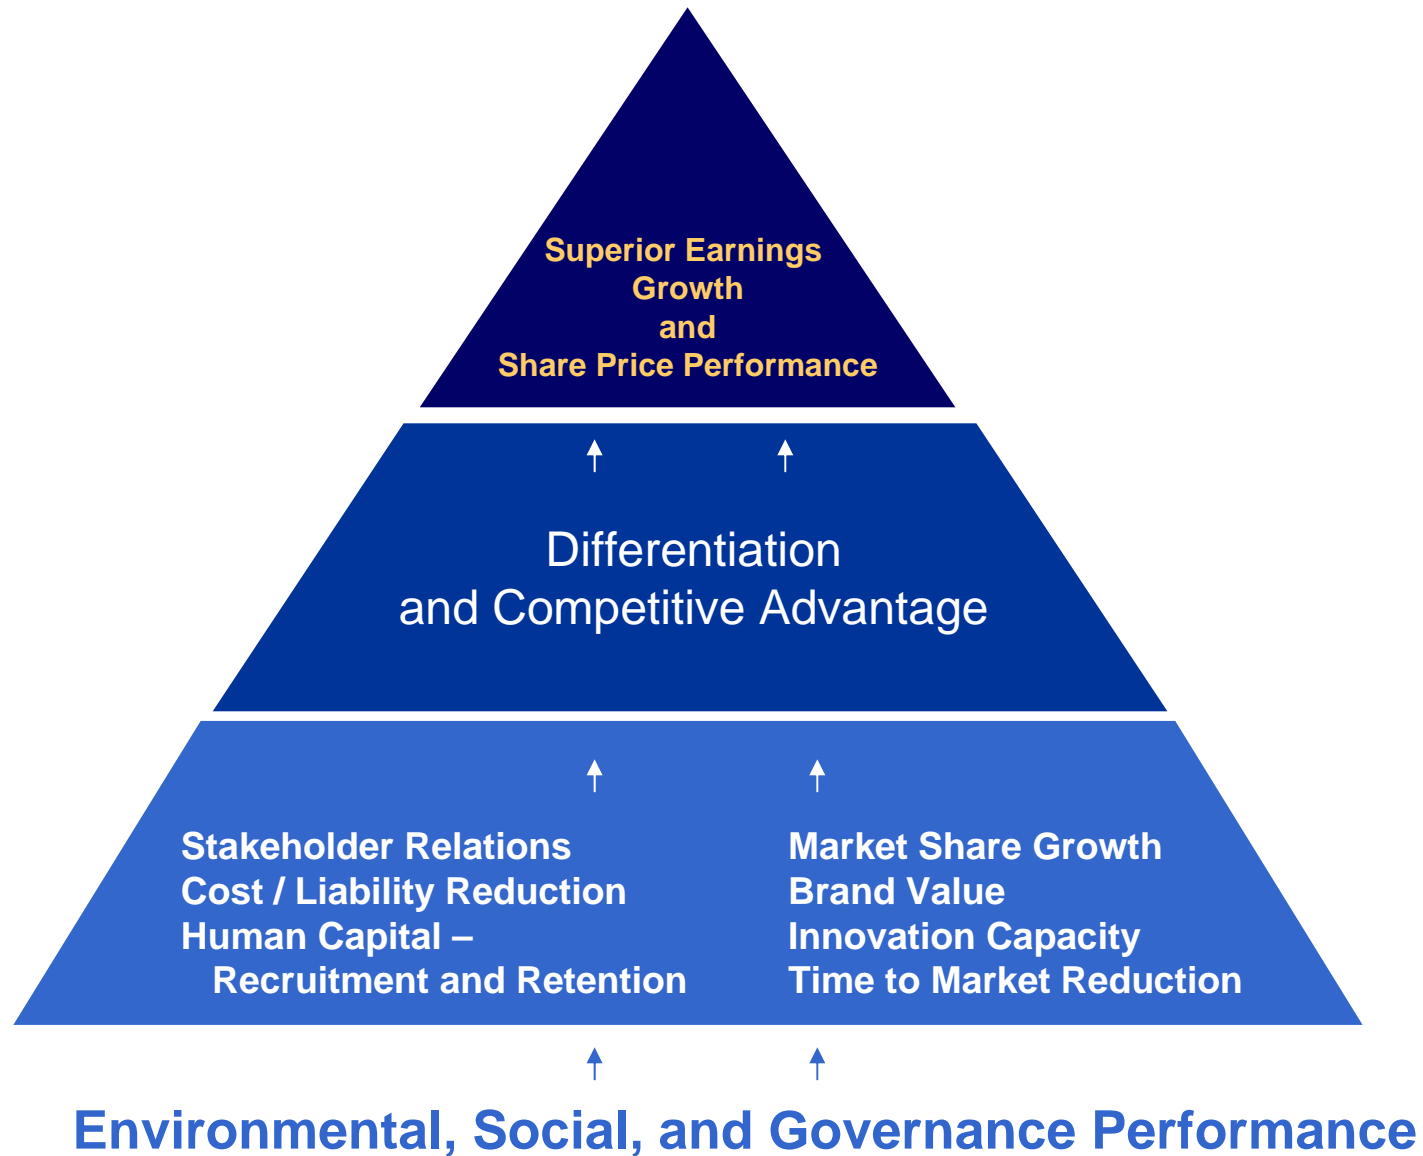 Superior Earnings
Growth
and
Share Price Performance
Differentiation
and Competitive Advantage
Stakeholder Relations
Cost / Liability Reduction
Human Capital –
Recruitment and Retention
Market Share Growth
Brand Value
Innovation Capacity
Time to Market Reduction
Environmental, Social, and Governance Performance